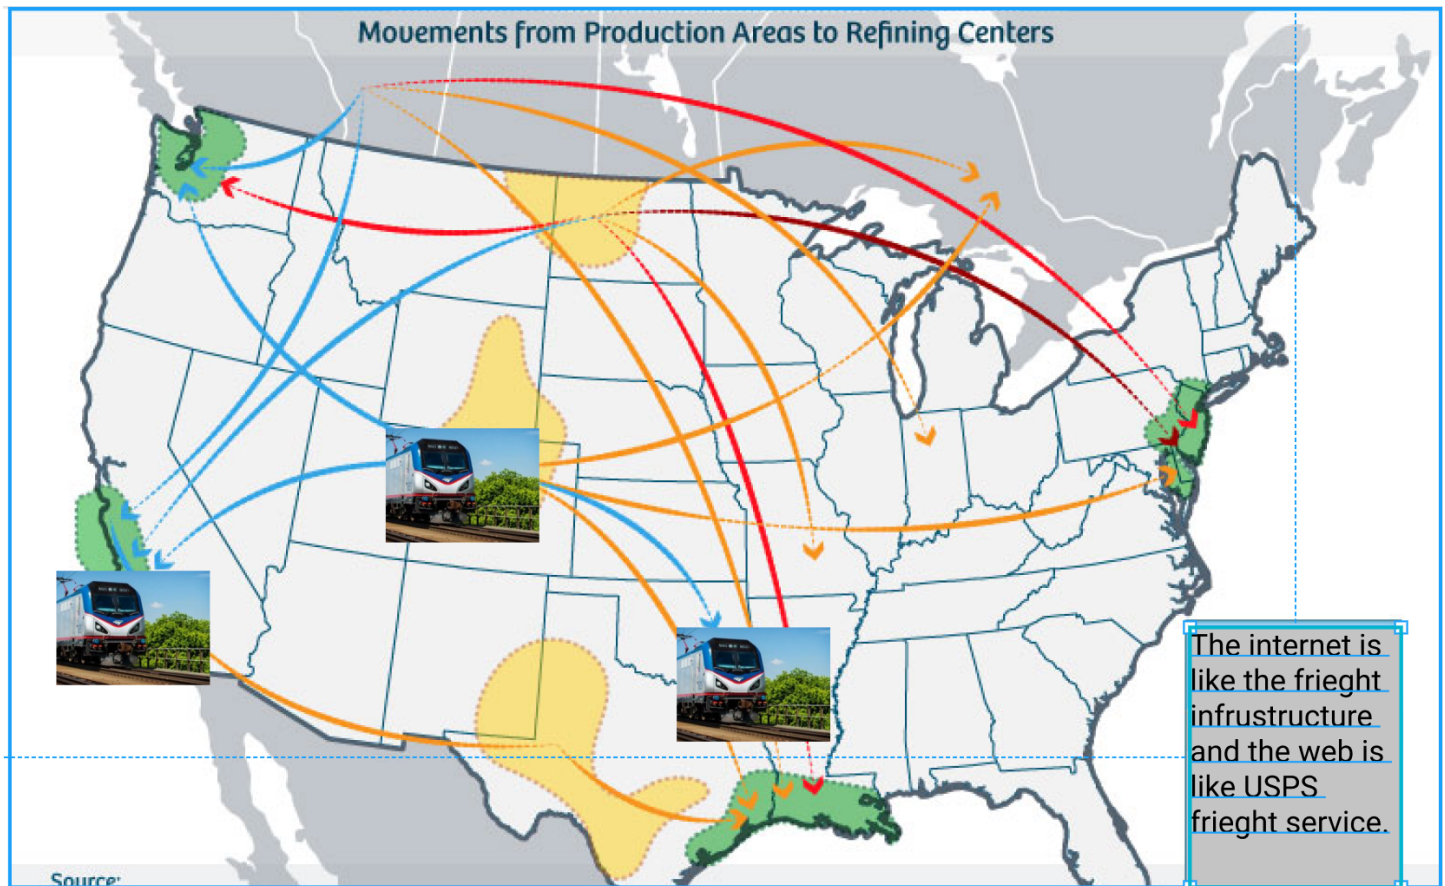 Movements from Production Areas to Refining Centers
The internet is
like the frieght
infrustructure
and the web is
like USPS
frieght service.
Source: